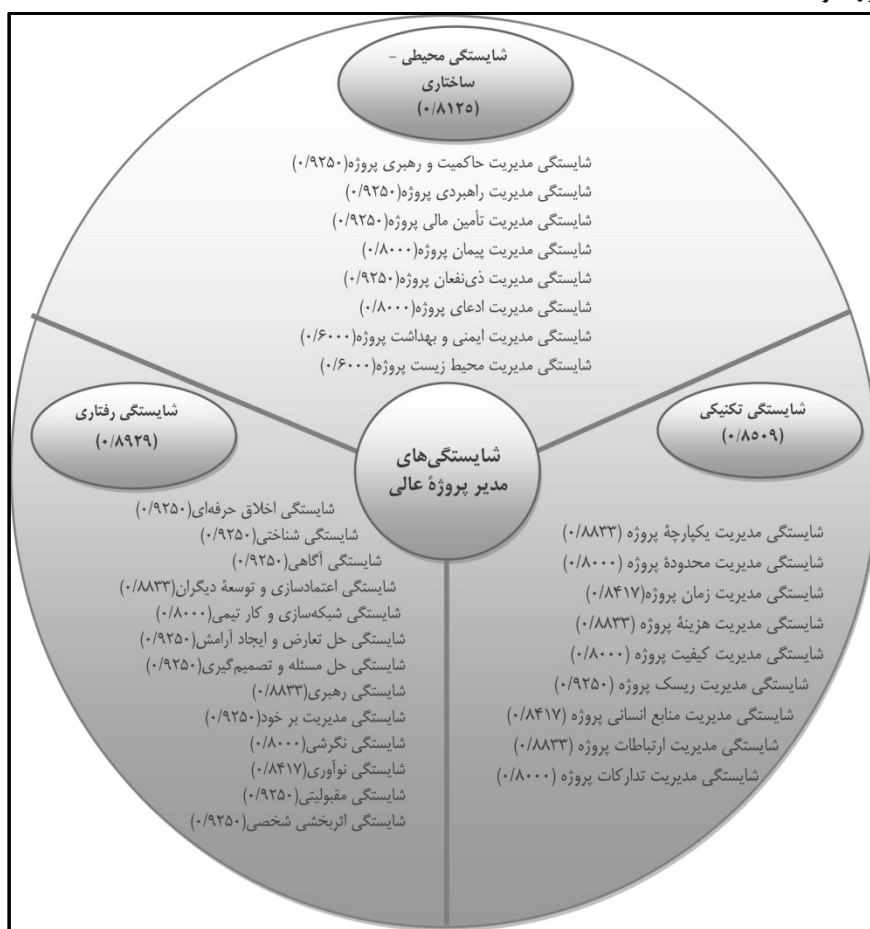 شایستگی محیطی –
ساختاری
(۰/۸۱۲۵)
شایستگی مدیریت حاکمیت و رهبری پروژه(۰/۹۲۵۰)
شایستگی مدیریت راهبردی پروژه(۰/۹۲۵۰)
شایستگی مدیریت تأمین مالی پروژه(۰/۹۲۵۰)
شایستگی مدیریت پیمان پروژه(۰/۸۰۰۰)
شایستگی مدیریت ذی‌نفعان پروژه(۰/۹۲۵۰)
شایستگی مدیریت ادعای پروژه(۰/۸۰۰۰)
شایستگی مدیریت ایمنی و بهداشت پروژه(۰/۶۰۰۰)
شایستگی مدیریت محیط زیست پروژه(۰/۶۰۰۰)
شایستگی تکنیکی
(۰/۸۵۰۹)
شایستگی مدیریت یکپارچهٔ پروژه (۰/۸۸۳۳)
شایستگی مدیریت محدودهٔ پروژه (۰/۸۰۰۰)
شایستگی مدیریت زمان پروژه(۰/۸۴۱۷)
شایستگی مدیریت هزینهٔ پروژه (۰/۸۸۳۳)
شایستگی مدیریت کیفیت پروژه (۰/۸۰۰۰)
شایستگی مدیریت ریسک پروژه (۰/۹۲۵۰)
شایستگی مدیریت منابع انسانی پروژه (۰/۸۴۱۷)
شایستگی مدیریت ارتباطات پروژه (۰/۸۸۳۳)
شایستگی مدیریت تدارکات پروژه (۰/۸۰۰۰)
شایستگی‌های
مدیر پروژهٔ عالی
شایستگی رفتاری
(۰/۸۹۲۹)
شایستگی اخلاق حرفه‌ای(۰/۹۲۵۰)
شایستگی شناختی(۰/۹۲۵۰)
شایستگی آگاهی(۰/۹۲۵۰)
شایستگی اعتمادسازی و توسعهٔ دیگران(۰/۸۸۳۳)
شایستگی شبکه‌سازی و کار تیمی(۰/۸۰۰۰)
شایستگی حل تعارض و ایجاد آرامش(۰/۹۲۵۰)
شایستگی حل مسئله و تصمیم‌گیری(۰/۹۲۵۰)
شایستگی رهبری(۰/۸۸۳۳)
شایستگی مدیریت بر خود(۰/۹۲۵۰)
شایستگی نگرشی(۰/۸۰۰۰)
شایستگی نوآوری(۰/۸۴۱۷)
شایستگی مقبولیتی(۰/۹۲۵۰)
شایستگی اثربخشی شخصی(۰/۹۲۵۰)